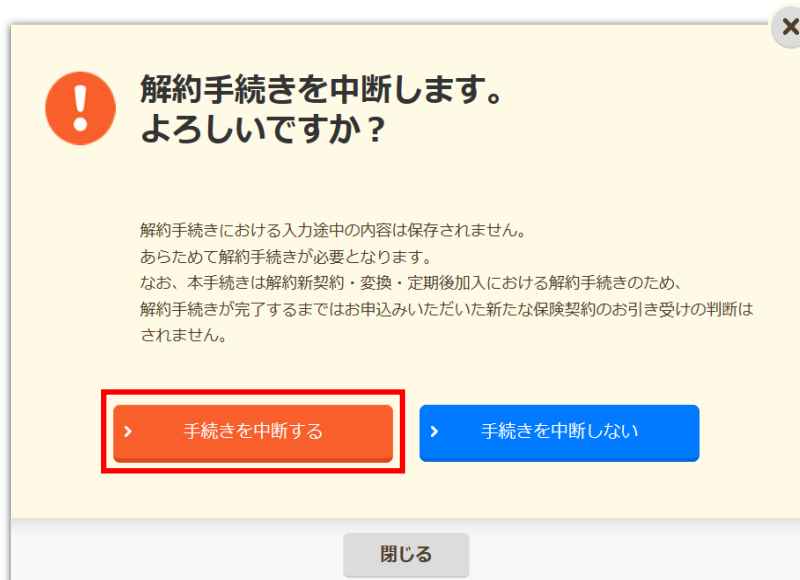 解約手続きを中断します。
よろしいですか？
解約手続きにおける入力途中の内容は保存されません。
あらためて解約手続きが必要となります。
なお、本手続きは解約新契約・変換・定期後加入における解約手続きのため、
解約手続きが完了するまではお申込みいただいた新たな保険契約のお引き受けの判断は
されません。
手続きを中断する
手続きを中断しない
閉じる